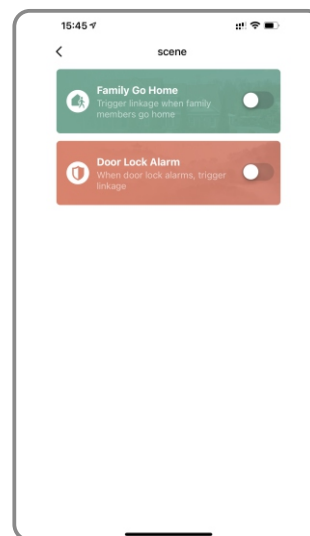 15:45
scene
Family Go Home
Trigger linkage when family
members go home
Door Lock Alarm
When door lock alarms, trigger
linkage